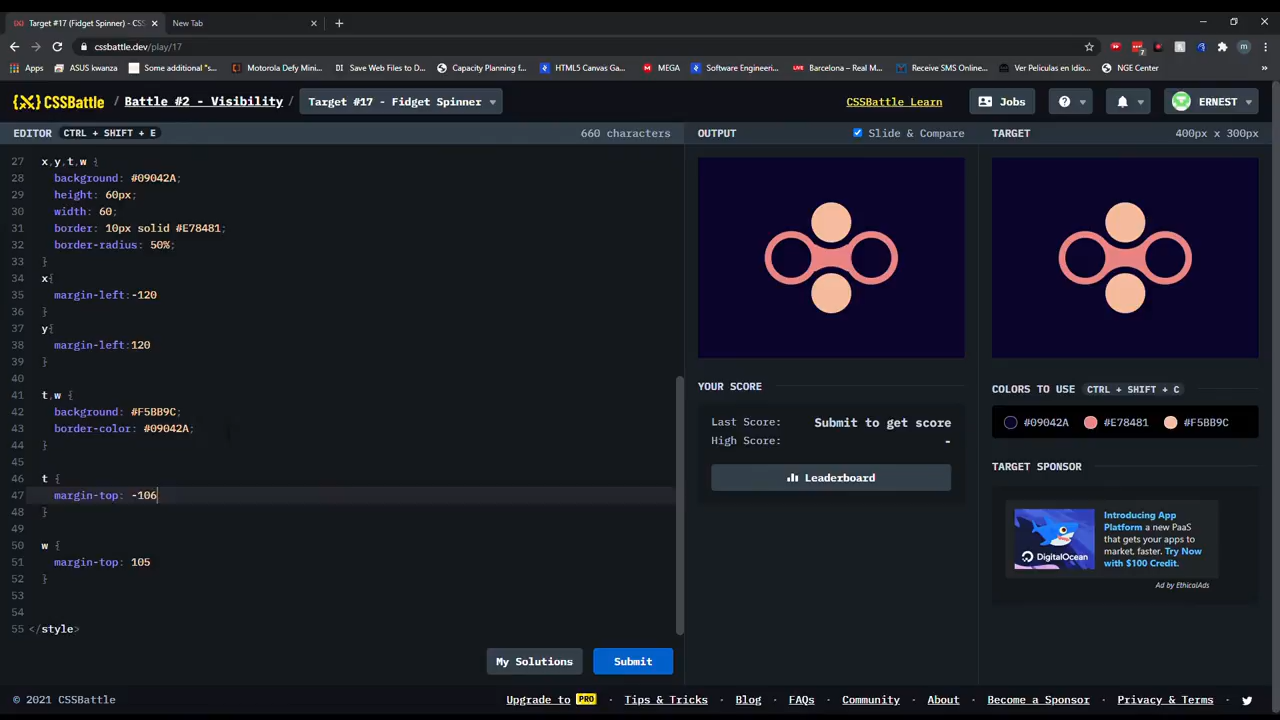 Target #17 (Fidget Spinner) - CSS
New Tab
cssbattle.dev/play/17
Apps
ASUS kwanza
Some additional "s...
Motorola Defy Mini...
Save Web Files to D...
Capacity Planning f...
HTML5 Canvas Ga...
MEGA
Software Engineeri...
Barcelona – Real M...
Receive SMS Online...
Ver Peliculas en Idio...
NGE Center
CSSBattle
/ Battle #2 - Visibility /
Target #17 - Fidget Spinner
CSSBattle Learn
Jobs
ERNEST
EDITOR CTRL + SHIFT + E
660 characters
OUTPUT
Slide & Compare
TARGET
400px x 300px
27 x,y,t,w {
28 background: #09042A;
29 height: 60px;
30 width: 60;
31 border: 10px solid #E78481;
32 border-radius: 50%;
33 }
34 x{
35 margin-left:-120
36 }
37 y{
38 margin-left:120
39 }
40
41 t,w {
42 background: #F5BB9C;
43 border-color: #09042A;
44 }
45
46 t {
47 margin-top: -106
48 }
49
50 w {
51 margin-top: 105
52 }
53
54
55 </style>
YOUR SCORE
Last Score: Submit to get score
High Score: -
Leaderboard
COLORS TO USE CTRL + SHIFT + C
#09042A #E78481 #F5BB9C
TARGET SPONSOR
DigitalOcean
Introducing App
Platform a new PaaS
that gets your apps to
market, faster. Try Now
with $100 Credit.
Ad by EthicalAds
My Solutions
Submit
© 2021 CSSBattle
Upgrade to PRO
Tips & Tricks
Blog
FAQs
Community
About
Become a Sponsor
Privacy & Terms